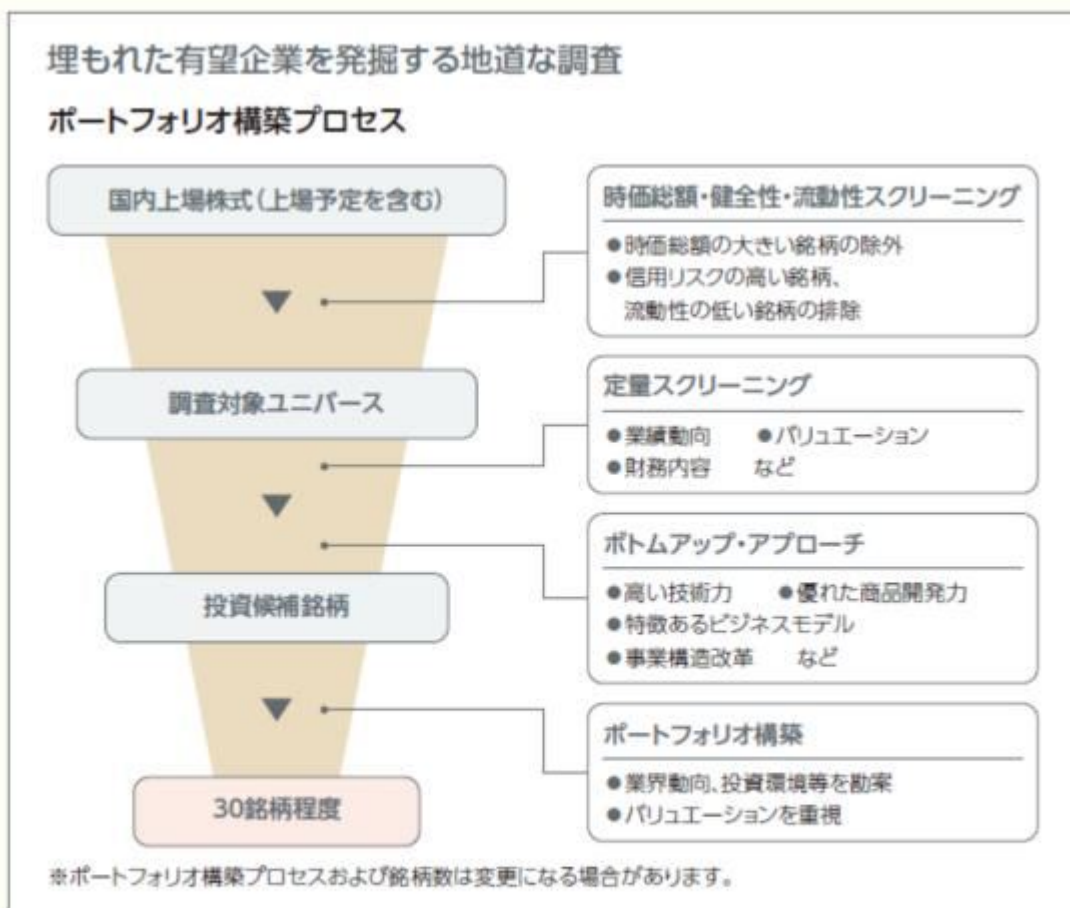 埋もれた有望企業を発掘する地道な調査
ポートフォリオ構築プロセス
国内上場株式(上場予定を含む)
時価総額・健全性・流動性スクリーニング
●時価総額の大きい銘柄の除外
●信用リスクの高い銘柄、
流動性の低い銘柄の排除
調査対象ユニバース
定量スクリーニング
●業績動向 ●バリュエーション
●財務内容 など
ボトムアップ・アプローチ
●高い技術力 ●優れた商品開発力
●特徴あるビジネスモデル
●事業構造改革 など
投資候補銘柄
ポートフォリオ構築
●業界動向、投資環境等を勘案
●バリュエーションを重視
30銘柄程度
※ポートフォリオ構築プロセスおよび銘柄数は変更になる場合があります。